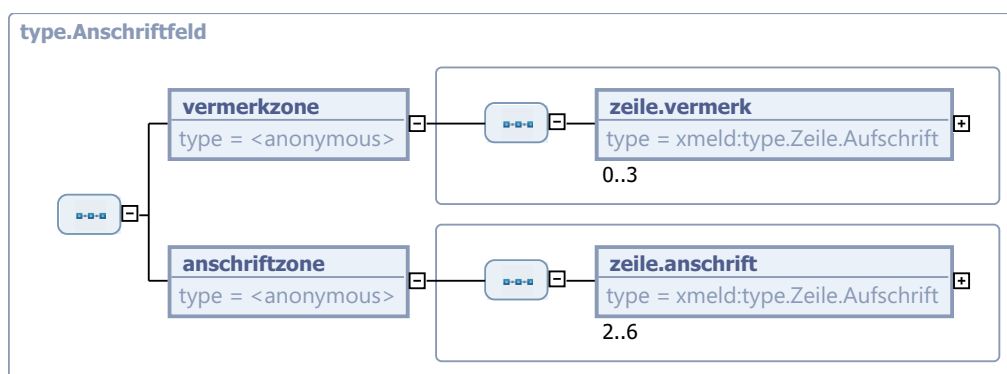 type.Anschriftfeld
vermerkzone
type = <anonymous>
zeile.vermerk
type = xmeld:type.Zeile.Aufschrift
0..3
anschriftzone
type = <anonymous>
zeile.anschrift
type = xmeld:type.Zeile.Aufschrift
2..6